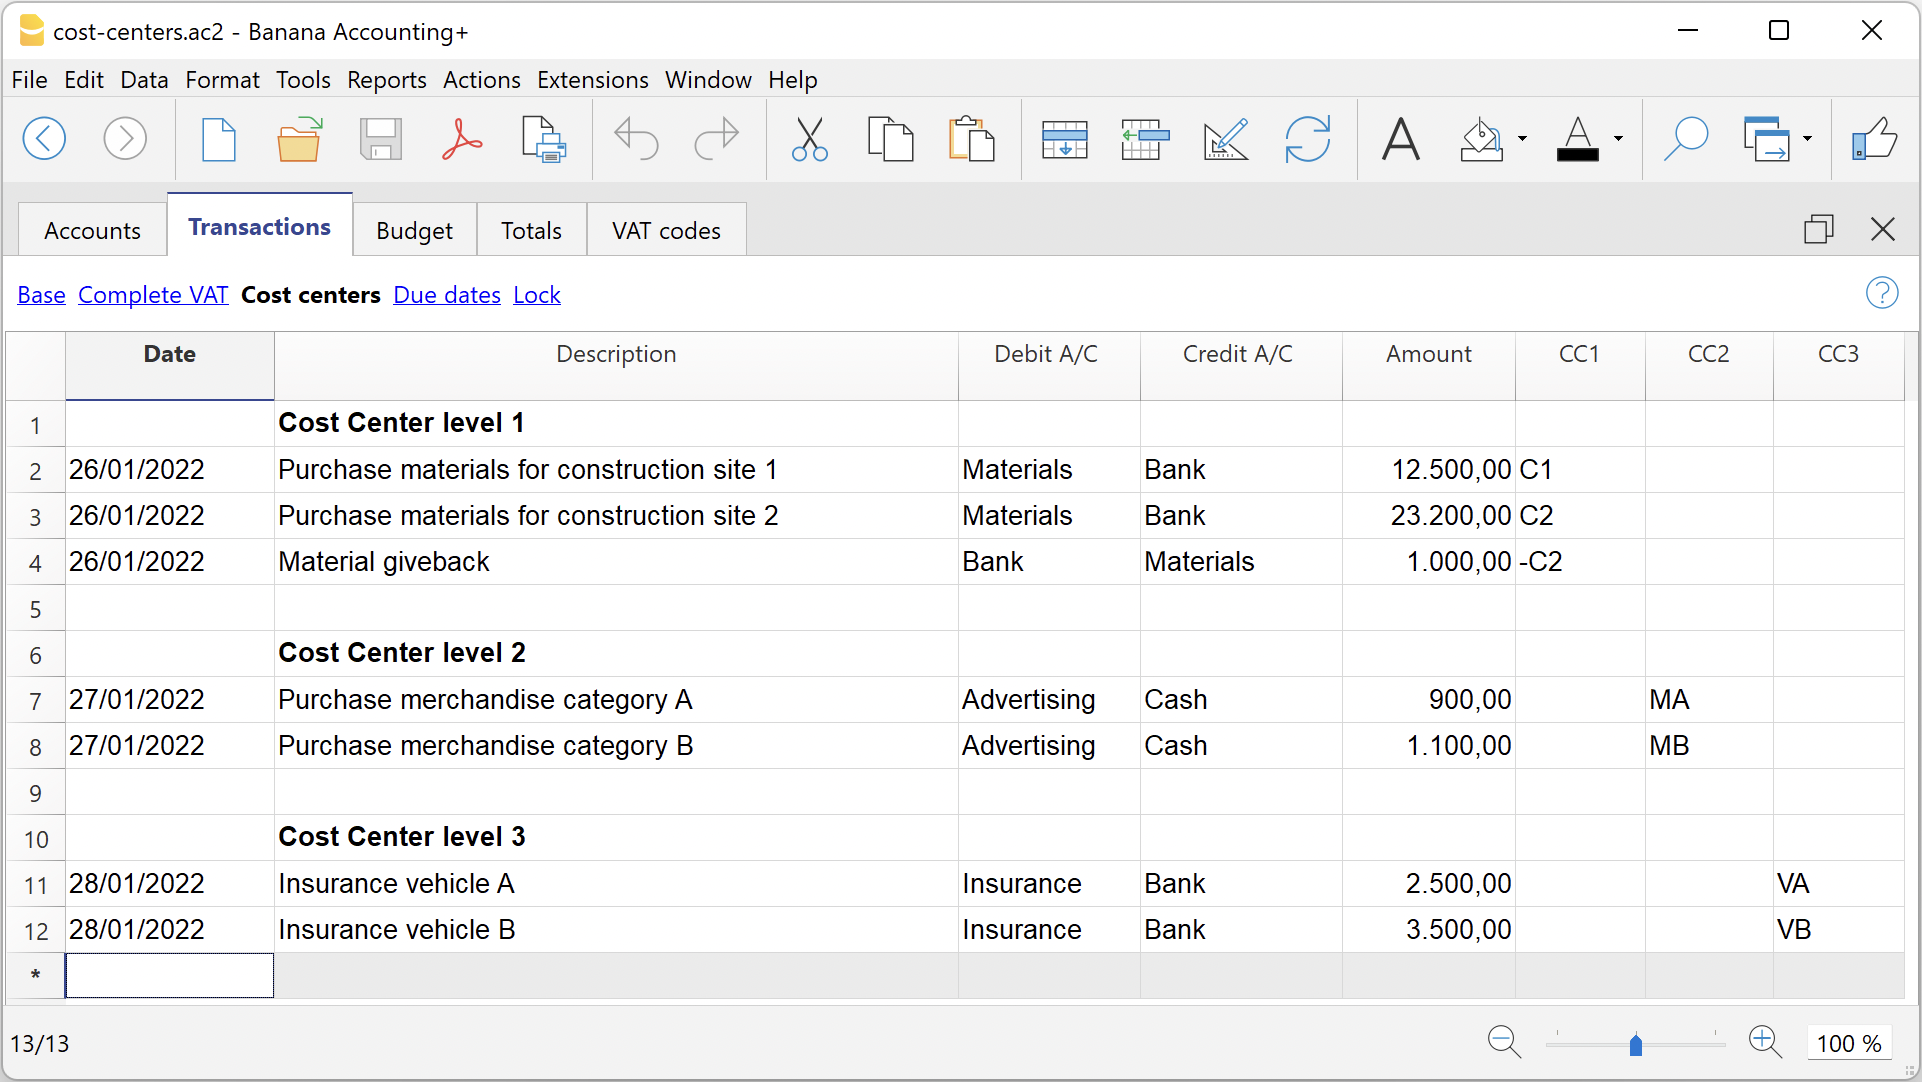 cost-centers.ac2 - Banana Accounting+
File Edit Data Format Tools Reports Actions Extensions Window Help
Accounts Transactions Budget Totals VAT codes
Base Complete VAT Cost centers Due dates Lock
Date Description Debit A/C Credit A/C Amount CC1 CC2 CC3
1 Cost Center level 1
2 26/01/2022 Purchase materials for construction site 1 Materials Bank 12.500,00 C1
3 26/01/2022 Purchase materials for construction site 2 Materials Bank 23.200,00 C2
4 26/01/2022 Material giveback Bank Materials 1.000,00 -C2
5
6 Cost Center level 2
7 27/01/2022 Purchase merchandise category A Advertising Cash 900,00 MA
8 27/01/2022 Purchase merchandise category B Advertising Cash 1.100,00 MB
9
10 Cost Center level 3
11 28/01/2022 Insurance vehicle A Insurance Bank 2.500,00 VA
12 28/01/2022 Insurance vehicle B Insurance Bank 3.500,00 VB
*
13/13 100 %